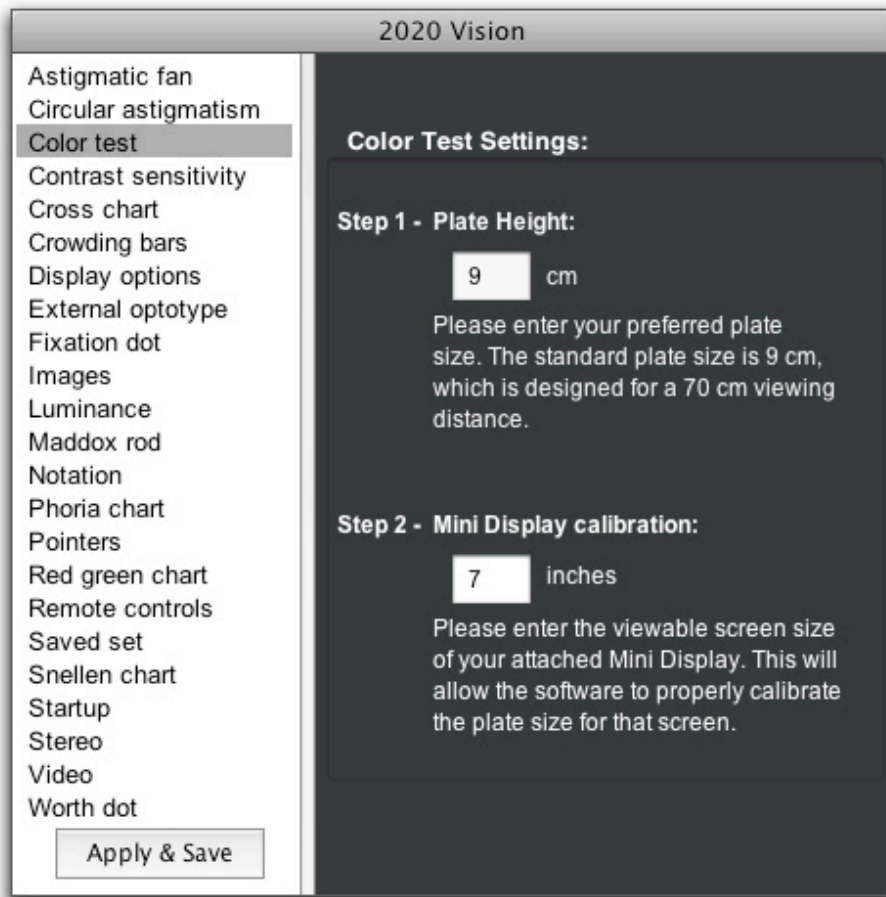 2020 Vision
Astigmatic fan
Circular astigmatism
Color test
Contrast sensitivity
Cross chart
Crowding bars
Display options
External optotype
Fixation dot
Images
Luminance
Maddox rod
Notation
Phoria chart
Pointers
Red green chart
Remote controls
Saved set
Snellen chart
Startup
Stereo
Video
Worth dot
Apply & Save
Color Test Settings:
Step 1 - Plate Height:
9 cm
Please enter your preferred plate
size. The standard plate size is 9 cm,
which is designed for a 70 cm viewing
distance.
Step 2 - Mini Display calibration:
7 inches
Please enter the viewable screen size
of your attached Mini Display. This will
allow the software to properly calibrate
the plate size for that screen.